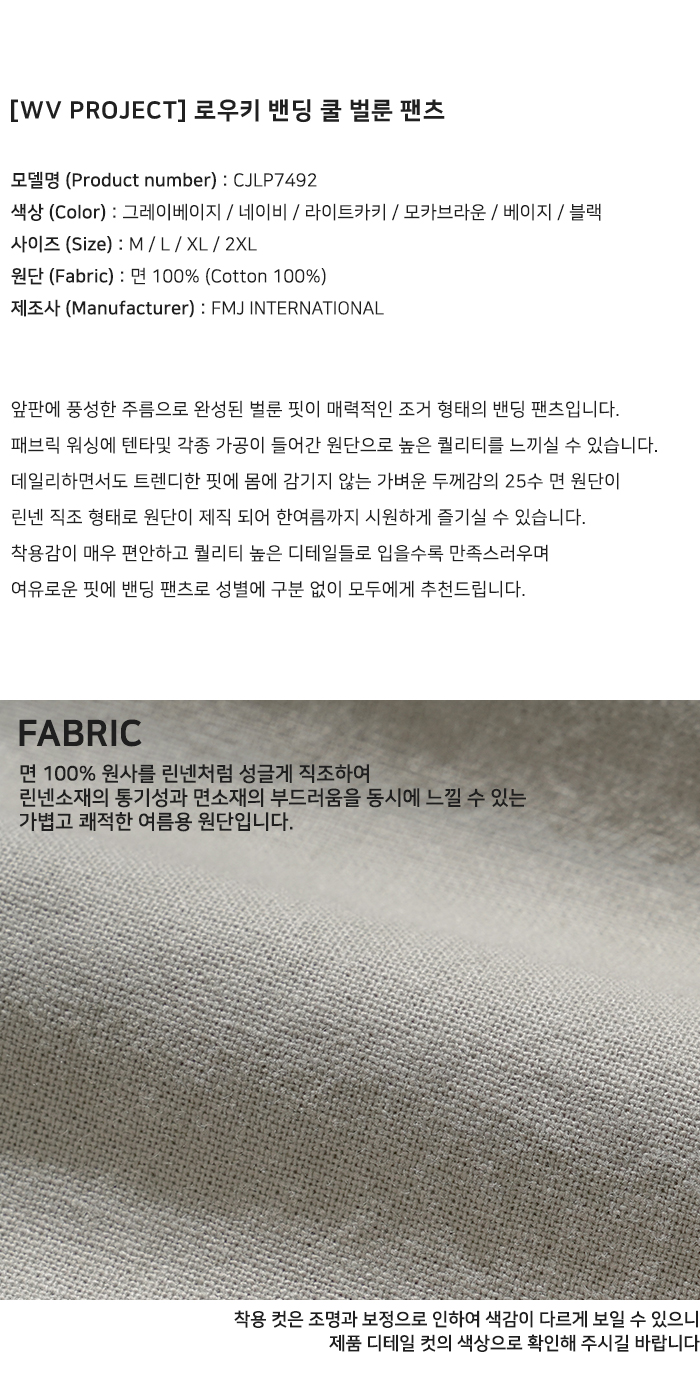 [WV PROJECT] 로우키 밴딩 쿨 벌룬 팬츠
모델명 (Product number) : CJLP7492
색상 (Color) : 그레이베이지 / 네이비 / 라이트카키 / 모카브라운 / 베이지 / 블랙
사이즈 (Size) : M / L / XL / 2XL
원단 (Fabric) : 면 100% (Cotton 100%)
제조사 (Manufacturer) : FMJ INTERNATIONAL
앞판에 풍성한 주름으로 완성된 벌룬 핏이 매력적인 조거 형태의 밴딩 팬츠입니다.
패브릭 워싱에 텐타및 각종 가공이 들어간 원단으로 높은 퀄리티를 느끼실 수 있습니다.
데일리하면서도 트렌디한 핏에 몸에 감기지 않는 가벼운 두께감의 25수 면 원단이
린넨 직조 형태로 원단이 제직 되어 한여름까지 시원하게 즐기실 수 있습니다.
착용감이 매우 편안하고 퀄리티 높은 디테일들로 입을수록 만족스러우며
여유로운 핏에 밴딩 팬츠로 성별에 구분 없이 모두에게 추천드립니다.
FABRIC
면 100% 원사를 린넨처럼 성글게 직조하여
린넨소재의 통기성과 면소재의 부드러움을 동시에 느낄 수 있는
가볍고 쾌적한 여름용 원단입니다.
착용 컷은 조명과 보정으로 인하여 색감이 다르게 보일 수 있으니
제품 디테일 컷의 색상으로 확인해 주시길 바랍니다